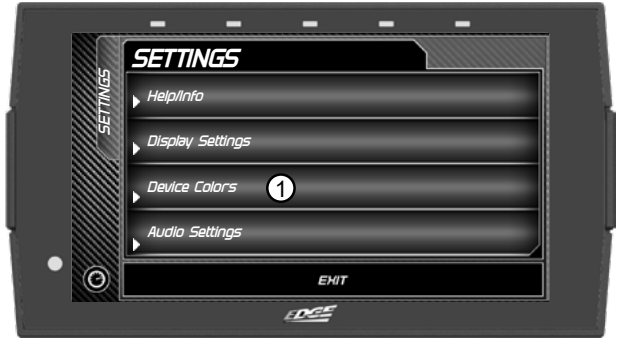 SETTINGS
SETTINGS
Help/Info
Display Settings
Device Colors 1
Audio Settings
EXIT
EDGE